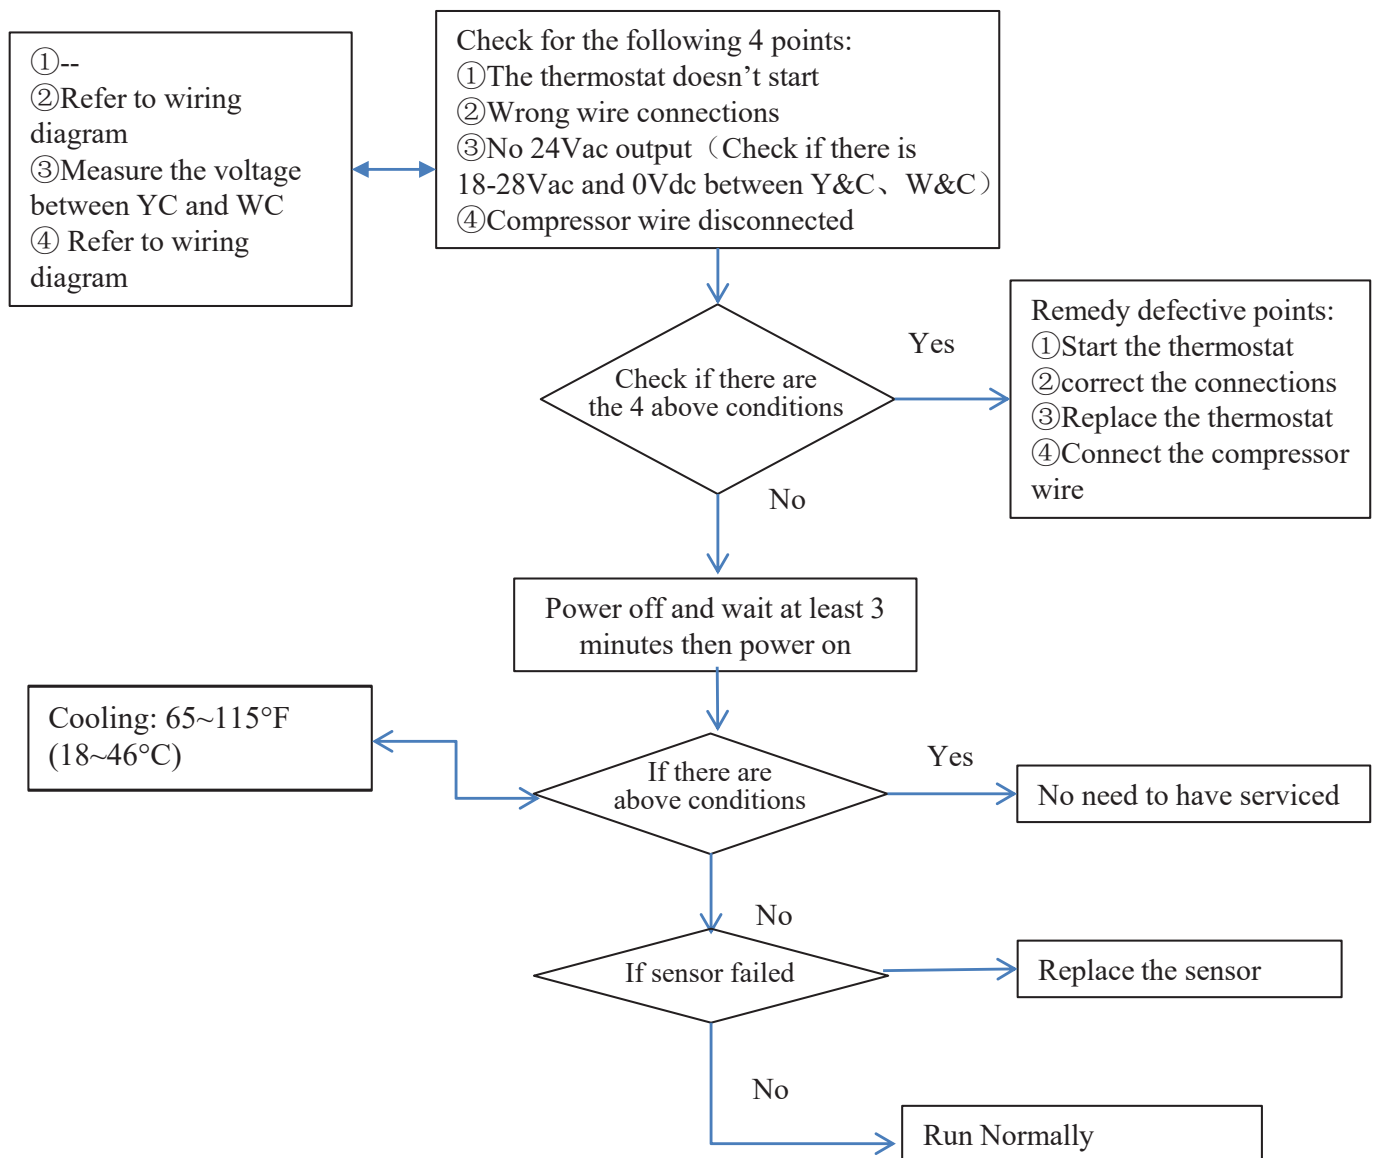 ①--
②Refer to wiring
diagram
③Measure the voltage
between YC and WC
④ Refer to wiring
diagram
Check for the following 4 points:
①The thermostat doesn’t start
②Wrong wire connections
③No 24Vac output（Check if there is
18-28Vac and 0Vdc between Y&C、W&C）
④Compressor wire disconnected
Check if there are
the 4 above conditions
Yes
Remedy defective points:
①Start the thermostat
②correct the connections
③Replace the thermostat
④Connect the compressor
wire
No
Power off and wait at least 3
minutes then power on
Cooling: 65~115°F
(18~46°C)
If there are
above conditions
Yes
No need to have serviced
No
If sensor failed
Replace the sensor
No
Run Normally